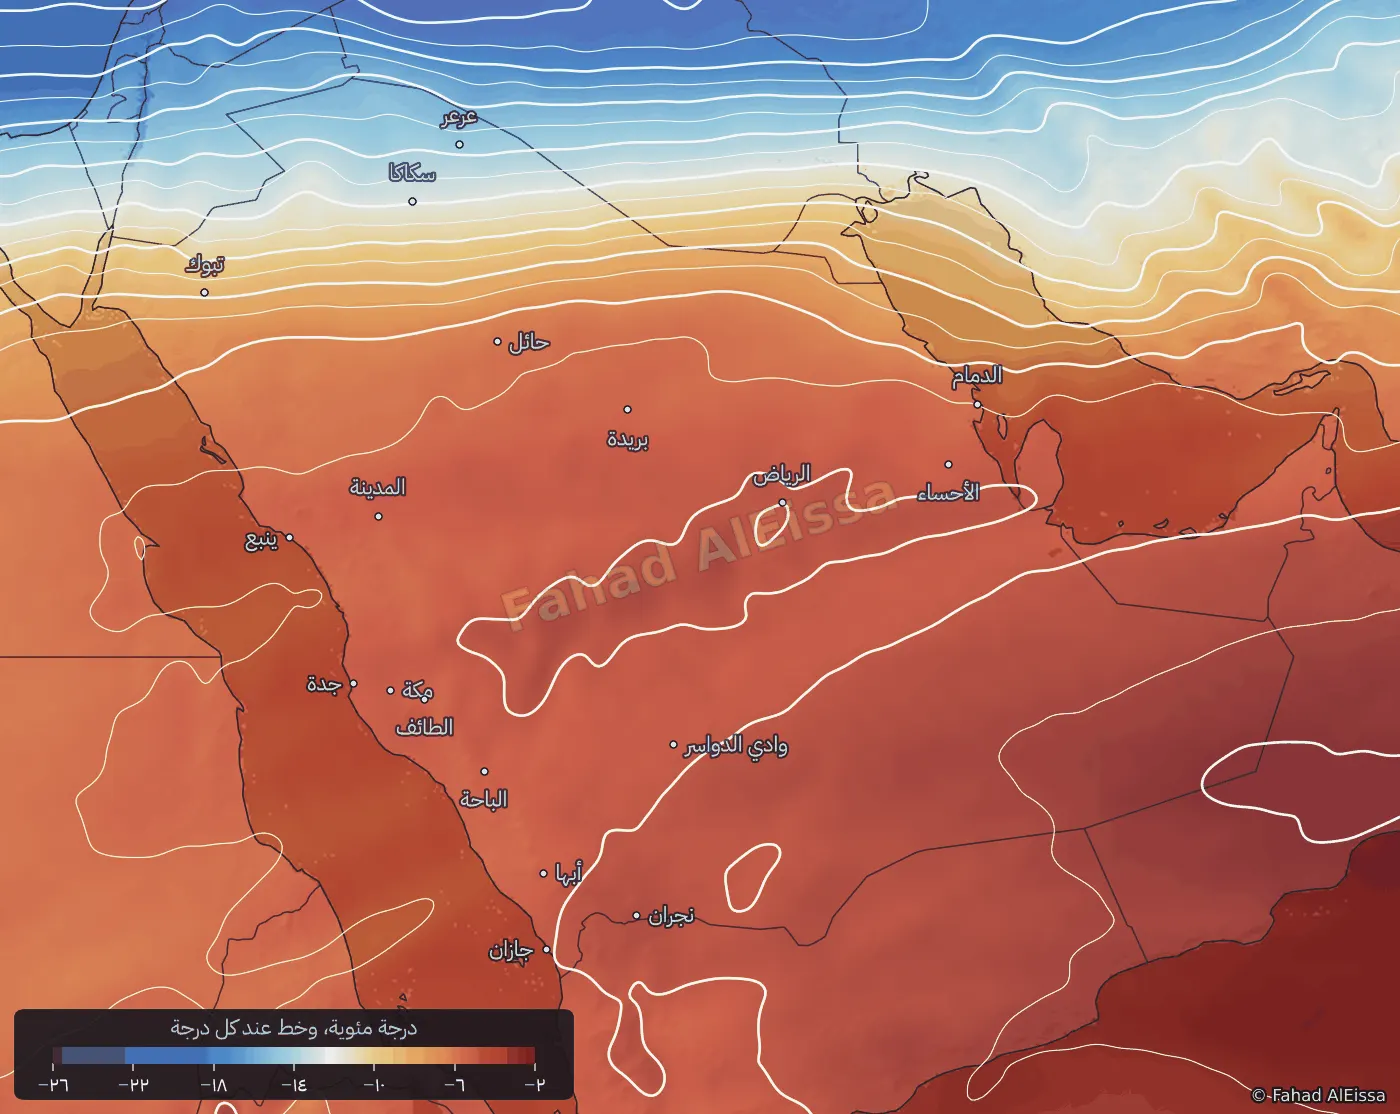 عرعر
سكاكا
تبوك
حائل
الدمام
بريدة
الرياض
المدينة
الأحساء
ينبع
Fahad AlEissa
جدة
مكة
الطائف
وادي الدواسر
الباحة
أبها
نجران
جازان
درجة مئوية، وخط عند كل درجة
−٢٦ −٢٢ −١٨ −١٤ −١٠ −٦ −٢
© Fahad AlEissa